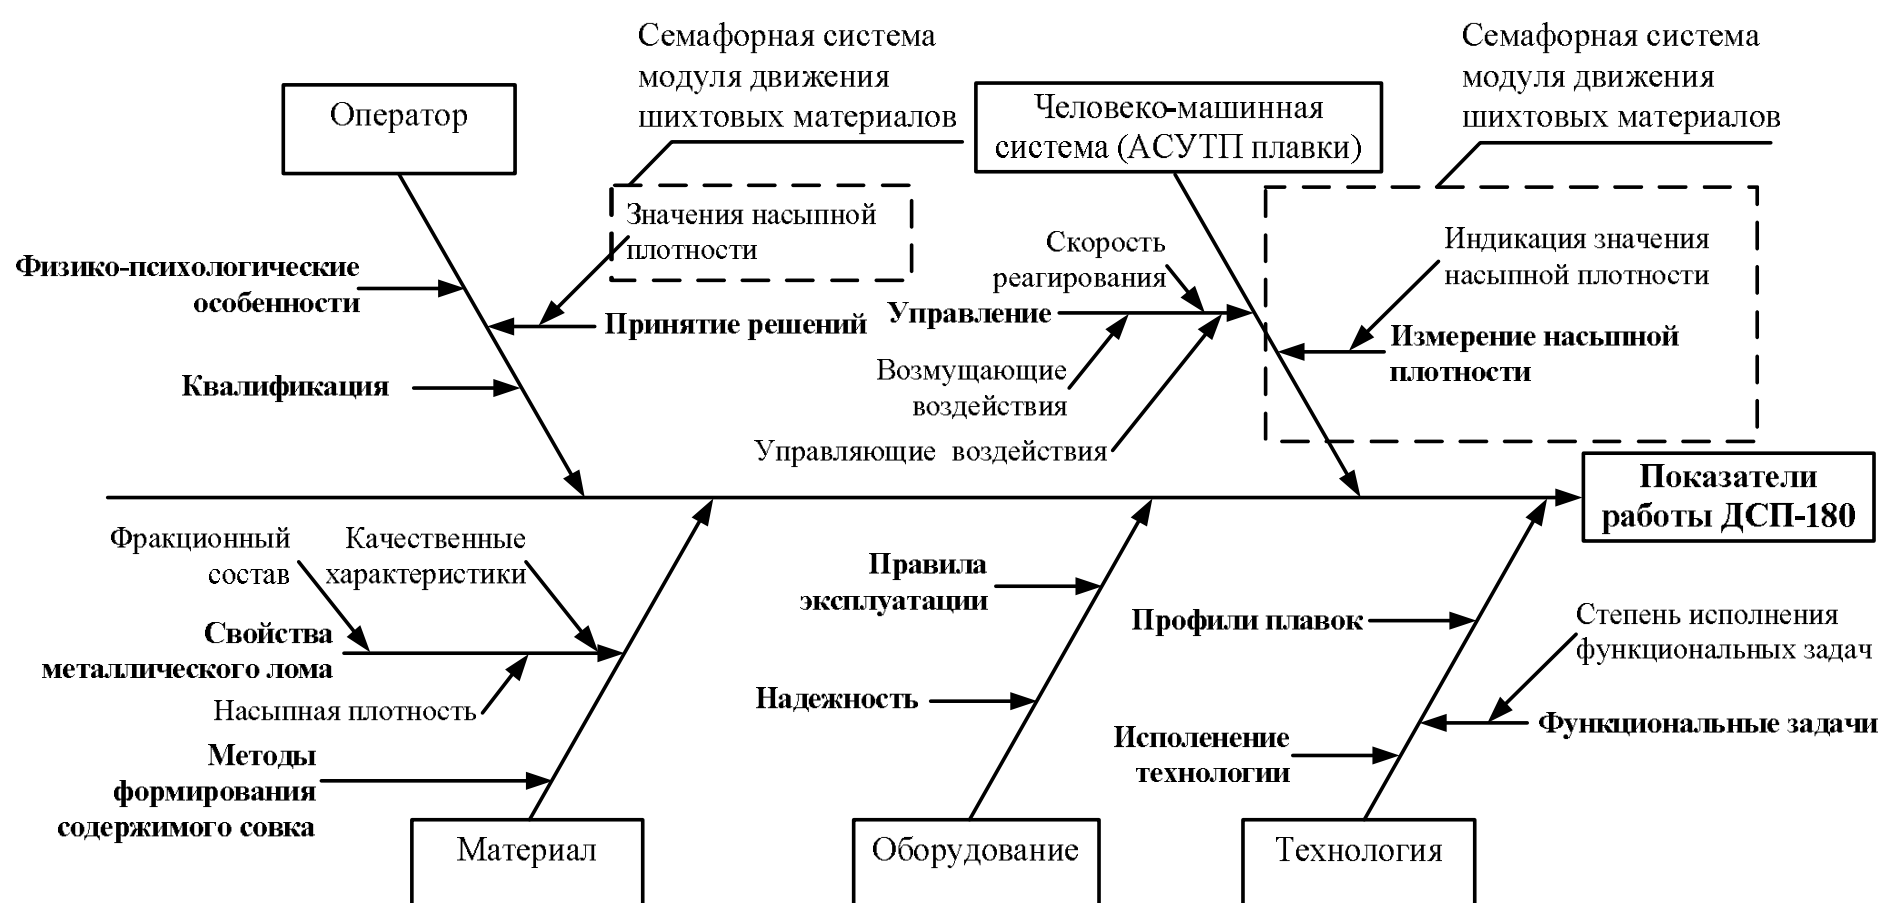 Семафорная система
модуля движения
шихтовых материалов
Семафорная система
модуля движения
шихтовых материалов
Оператор
Человеко-машинная
система (АСУТП плавки)
Значения насыпной
плотности
Физико-психологические
особенности
Принятие решений
Квалификация
Скорость
реагирования
Управление
Возмущающие
воздействия
Управляющие воздействия
Индикация значения
насыпной плотности
Измерение насыпной
плотности
Показатели
работы ДСП-180
Фракционный
состав
Качественные
характеристики
Свойства
металлического лома
Насыпная плотность
Методы
формирования
содержимого совка
Правила
эксплуатации
Надежность
Профили плавок
Степень исполнения
функциональных задач
Исполенение
технологии
Функциональные задачи
Материал
Оборудование
Технология